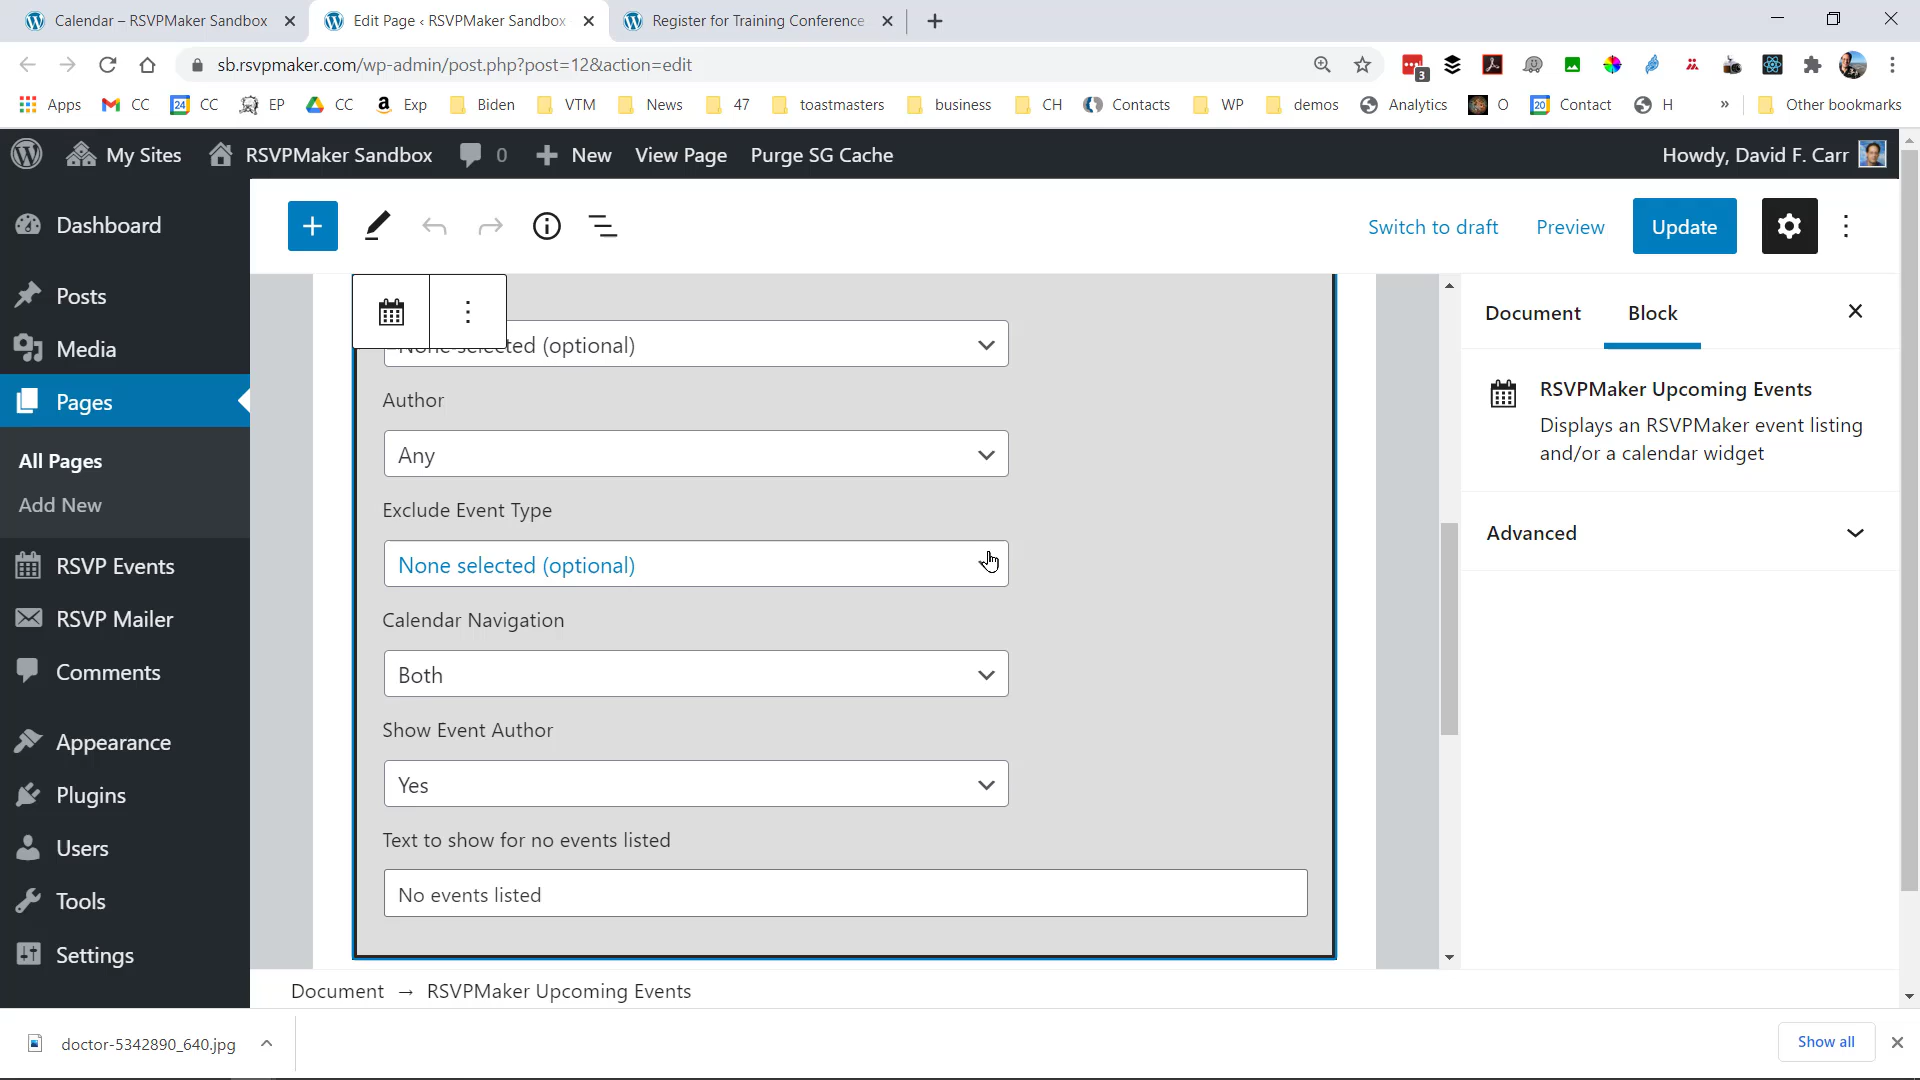 Calendar – RSVPMaker Sandbox
Edit Page ‹ RSVPMaker Sandbox
Register for Training Conference
sb.rsvpmaker.com/wp-admin/post.php?post=12&action=edit
3
Apps
CC
24
CC
EP
CC
a
Exp
Biden
VTM
News
47
toastmasters
business
CH
Contacts
WP
demos
Analytics
O
20
Contact
H
»
Other bookmarks
My Sites
RSVPMaker Sandbox
0
New
View Page
Purge SG Cache
Howdy, David F. Carr
Dashboard
Posts
Media
Pages
All Pages
Add New
RSVP Events
RSVP Mailer
Comments
Appearance
Plugins
Users
Tools
Settings
Switch to draft
Preview
Update
None selected (optional)
Author
Any
Exclude Event Type
None selected (optional)
Calendar Navigation
Both
Show Event Author
Yes
Text to show for no events listed
No events listed
Document
Block
RSVPMaker Upcoming Events
Displays an RSVPMaker event listing
and/or a calendar widget
Advanced
Document → RSVPMaker Upcoming Events
doctor-5342890_640.jpg
Show all